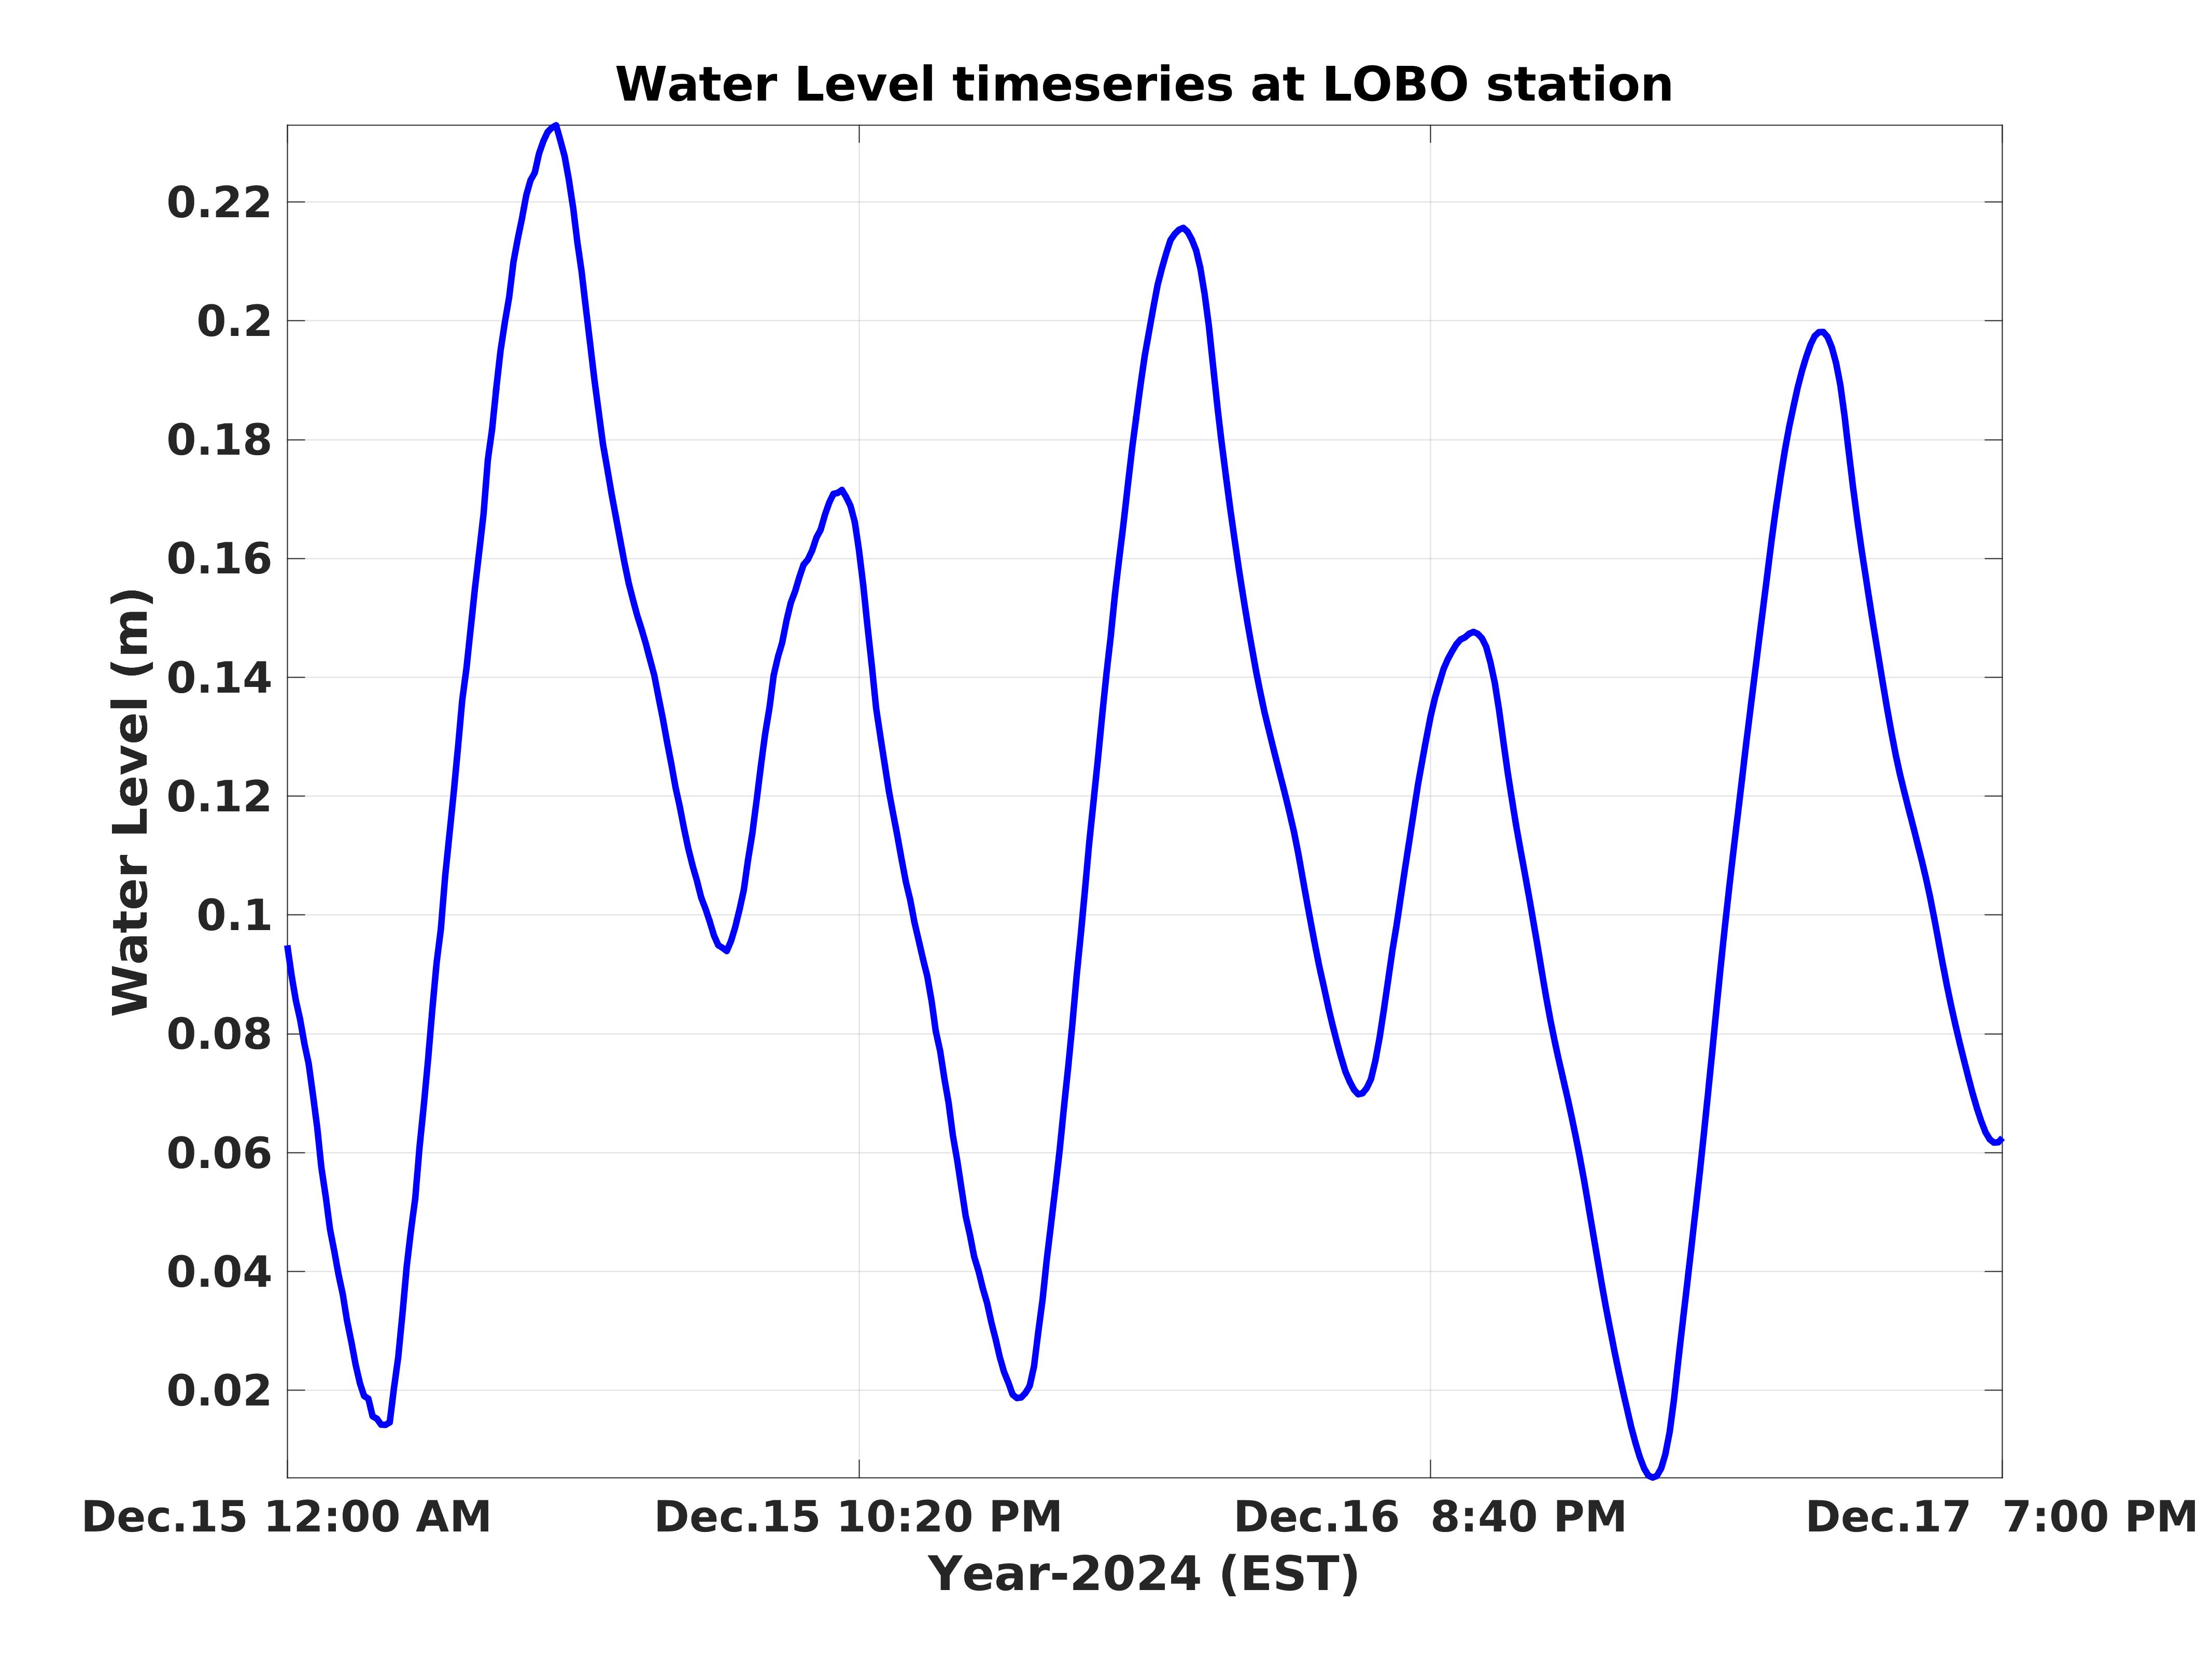 Water Level timeseries at LOBO station
Water Level (m)
0.22
0.2
0.18
0.16
0.14
0.12
0.1
0.08
0.06
0.04
0.02
Dec.15 12:00 AM
Dec.15 10:20 PM
Dec.16  8:40 PM
Dec.17  7:00 PM
Year-2024 (EST)